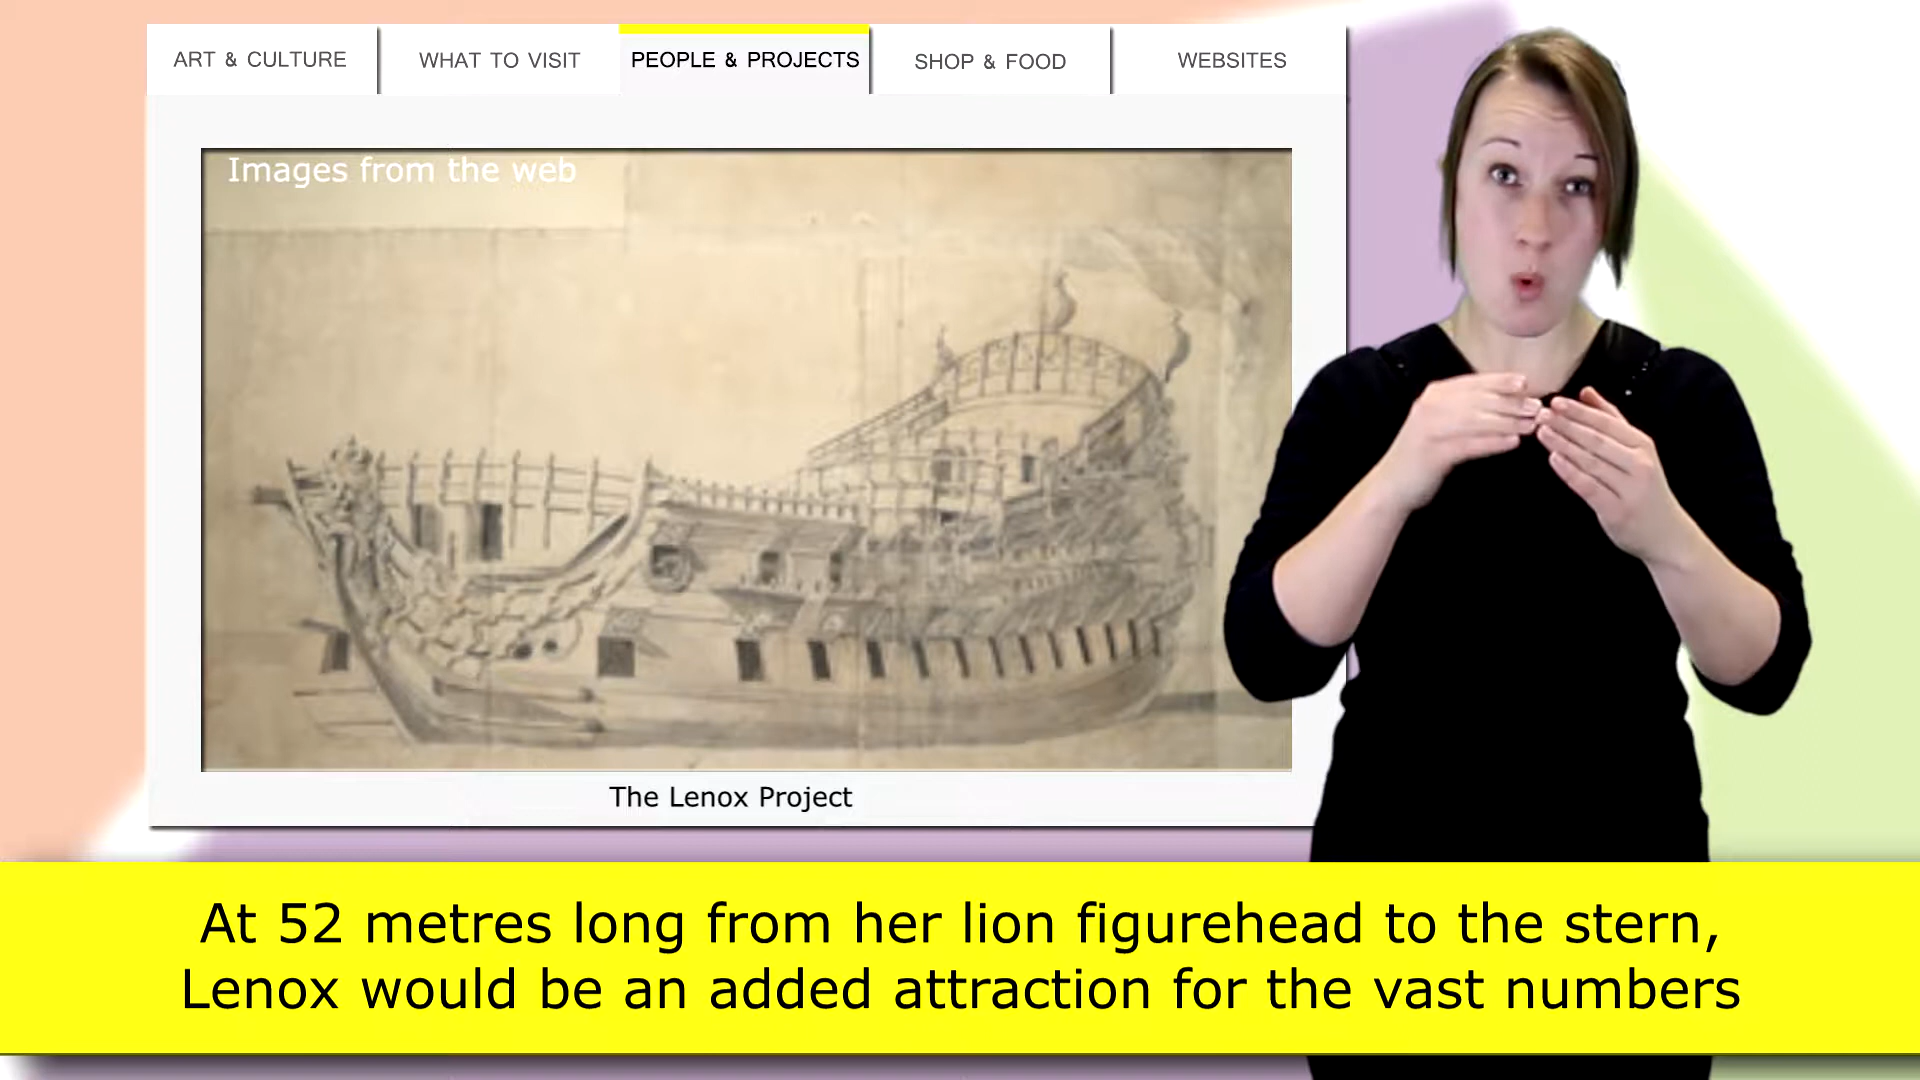 ART & CULTURE
WHAT TO VISIT
PEOPLE & PROJECTS
SHOP & FOOD
WEBSITES
Images from the web
The Lenox Project
At 52 metres long from her lion figurehead to the stern,
Lenox would be an added attraction for the vast numbers